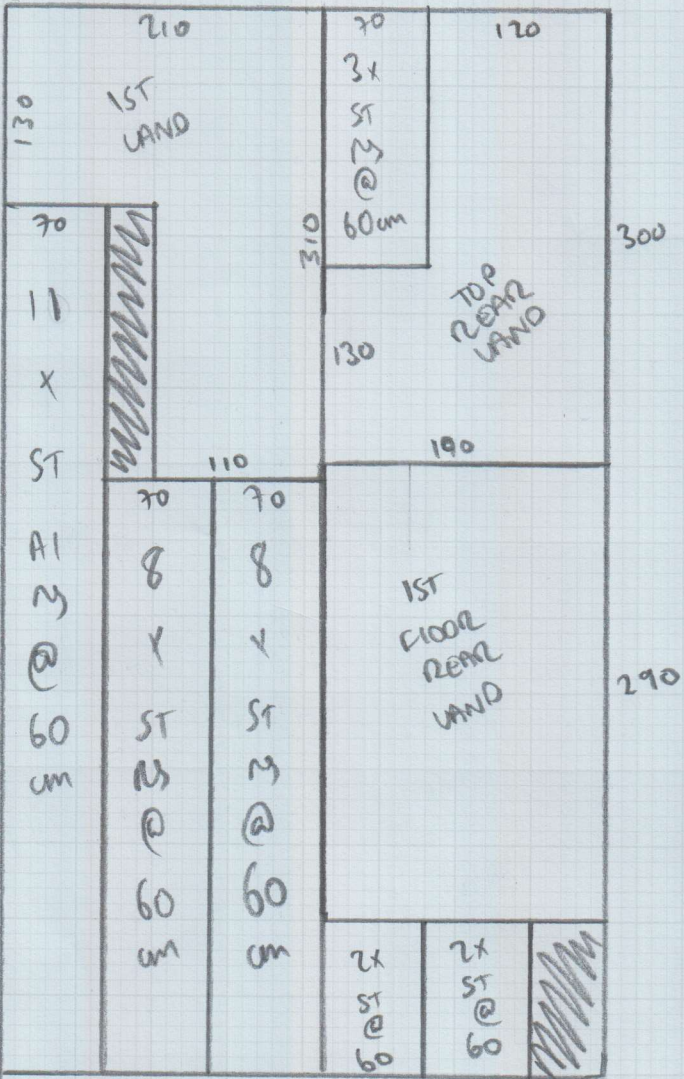 210
130
1ST
LAND
70
3x
ST
@
60cm
120
310
300
TOP
REAR
LAND
130
190
70
11
x
ST
@
60
cm
110
70
8
x
ST
@
60
cm
70
8
x
ST
@
60
cm
1ST
FLOOR
REAR
LAND
290
2x
ST
@
60
2x
ST
@
60